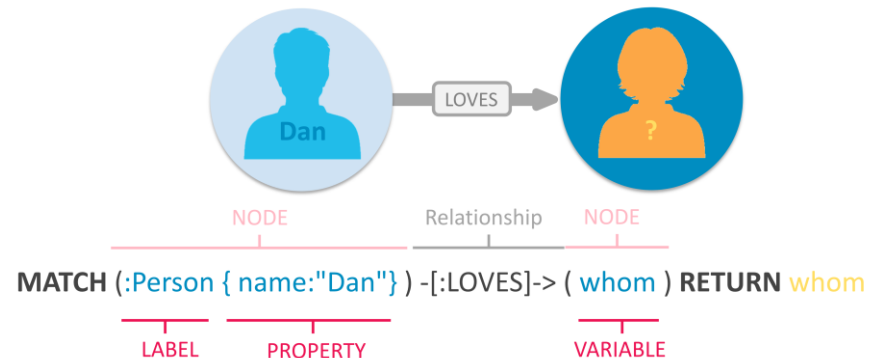 LOVES
Dan
?
NODE Relationship NODE
MATCH (:Person { name:"Dan"} ) -[:LOVES]-> ( whom ) RETURN whom
LABEL PROPERTY VARIABLE